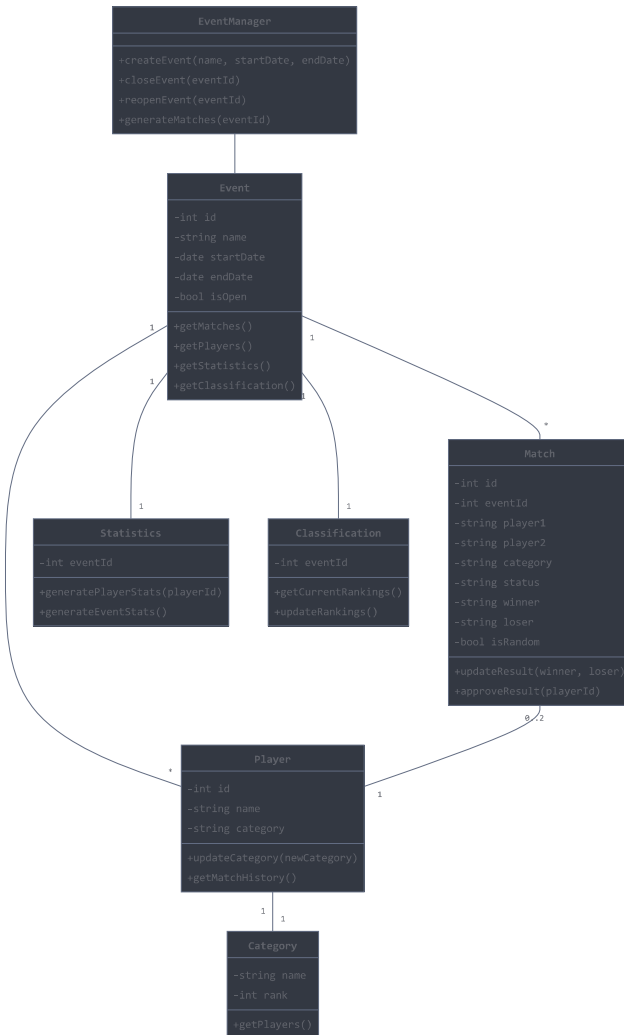 EventManager
+createEvent(name, startDate, endDate)
+closeEvent(eventId)
+reopenEvent(eventId)
+generateMatches(eventId)
Event
-int id
-string name
-date startDate
-date endDate
-bool isOpen
+getMatches()
+getPlayers()
+getStatistics()
+getClassification()
1
1
1
1
*
1
1
Match
-int id
-int eventId
-string player1
-string player2
-string category
-string status
-string winner
-string loser
-bool isRandom
+updateResult(winner, loser)
+approveResult(playerId)
Statistics
-int eventId
+generatePlayerStats(playerId)
+generateEventStats()
Classification
-int eventId
+getCurrentRankings()
+updateRankings()
0..2
*
1
Player
-int id
-string name
-string category
+updateCategory(newCategory)
+getMatchHistory()
1
1
Category
-string name
-int rank
+getPlayers()